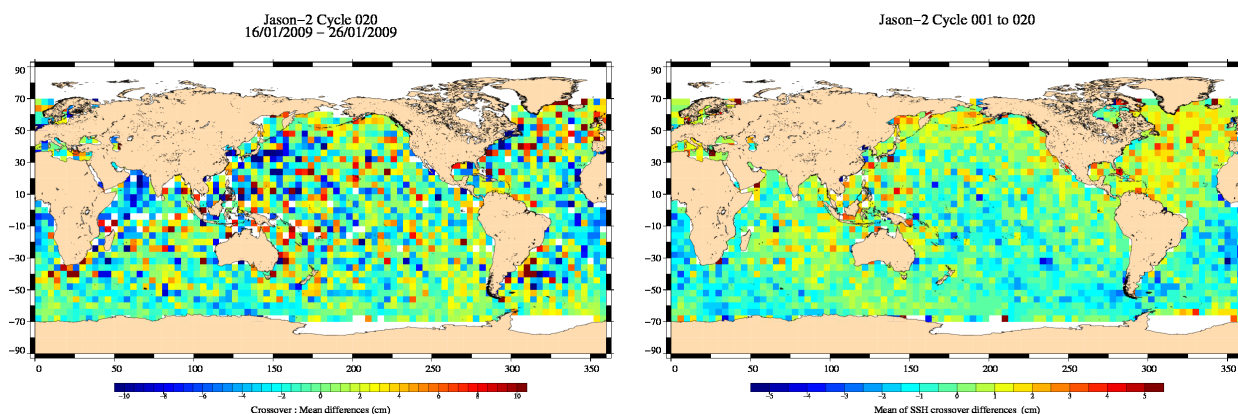 Jason−2 Cycle 020
16/01/2009 − 26/01/2009
90
70
50
30
10
−10
−30
−50
−70
−90
0 50 100 150 200 250 300 350
−10 −8 −6 −4 −2 0 2 4 6 8 10
Crossover : Mean differences (cm)
Jason−2 Cycle 001 to 020
90
70
50
30
10
−10
−30
−50
−70
−90
0 50 100 150 200 250 300 350
−5 −4 −3 −2 −1 0 1 2 3 4 5
Mean of SSH crossover differences (cm)